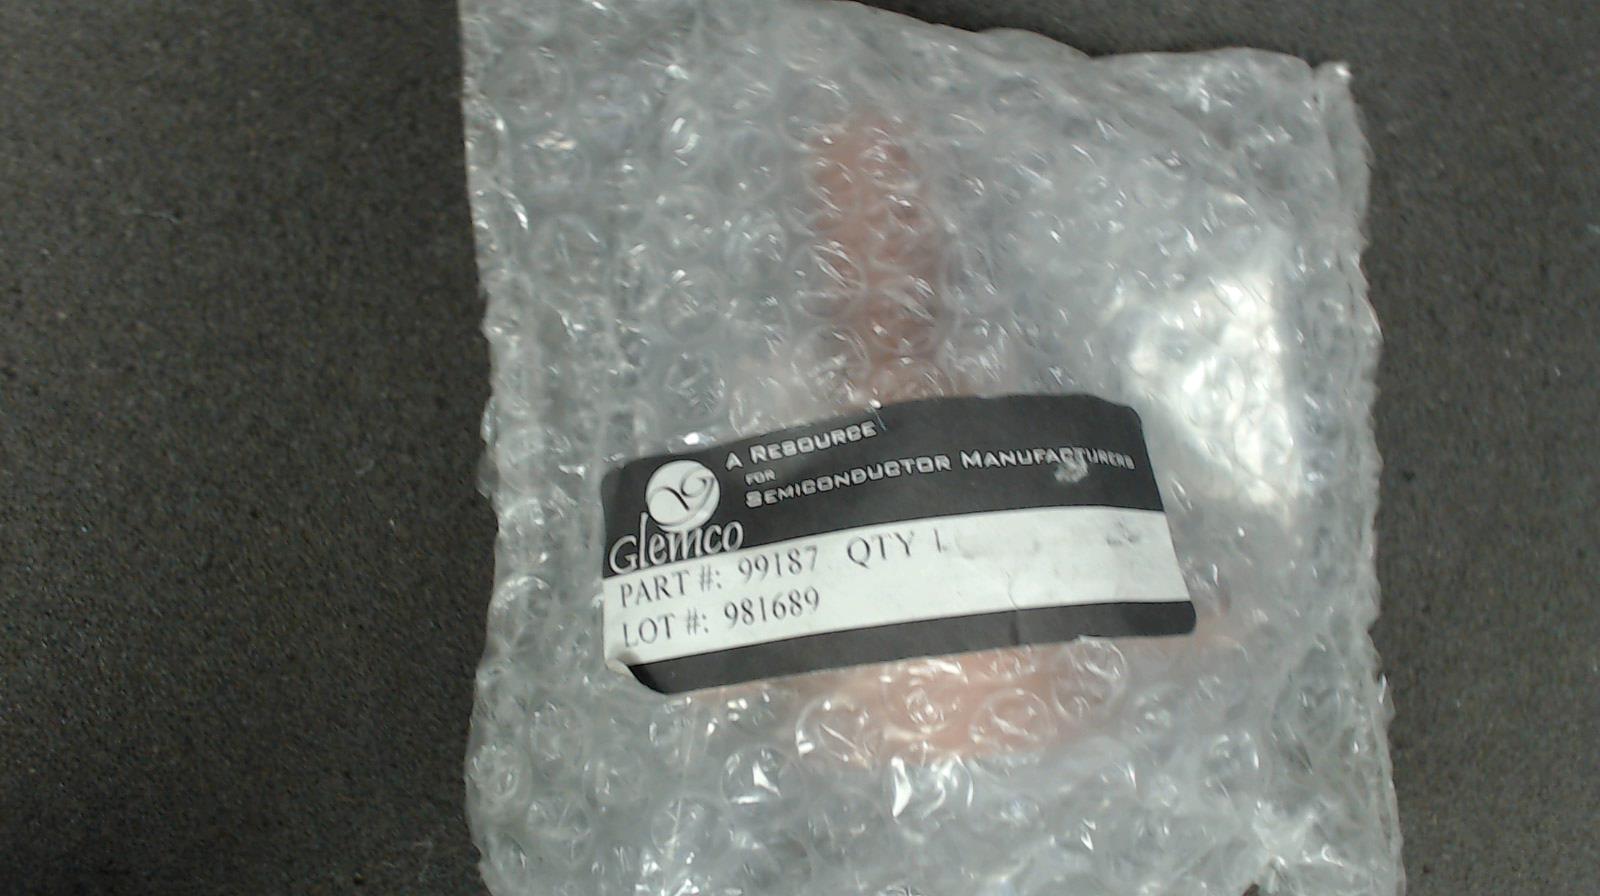 A RESOURCE
FOR
SEMICONDUCTOR MANUFACTURERS
Glemco
PART #: 99187 QTY 1
LOT #: 981689